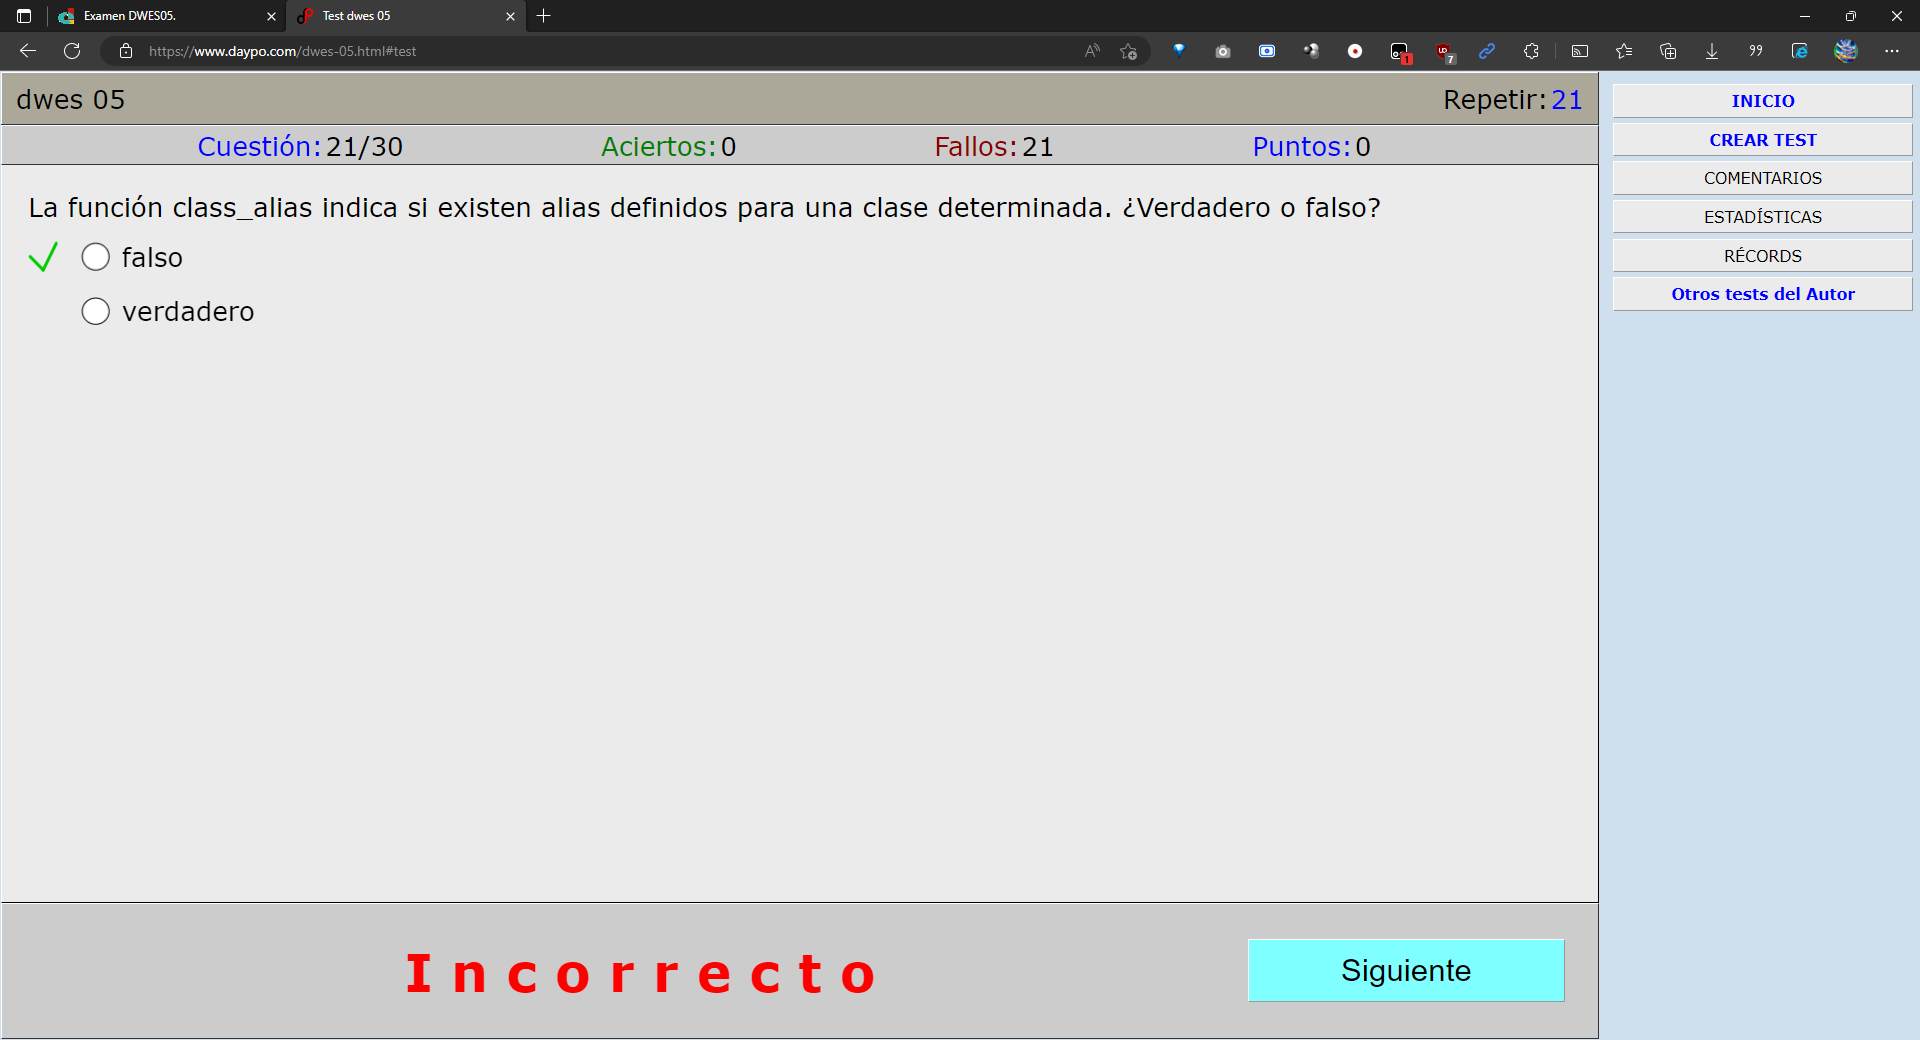 Examen DWES05.
Test dwes 05
https://www.daypo.com/dwes-05.html#test
1
7
dwes 05
Repetir: 21
Cuestión: 21/30
Aciertos: 0
Fallos: 21
Puntos: 0
La función class_alias indica si existen alias definidos para una clase determinada. ¿Verdadero o falso?
falso
verdadero
Incorrecto
Siguiente
INICIO
CREAR TEST
COMENTARIOS
ESTADÍSTICAS
RÉCORDS
Otros tests del Autor